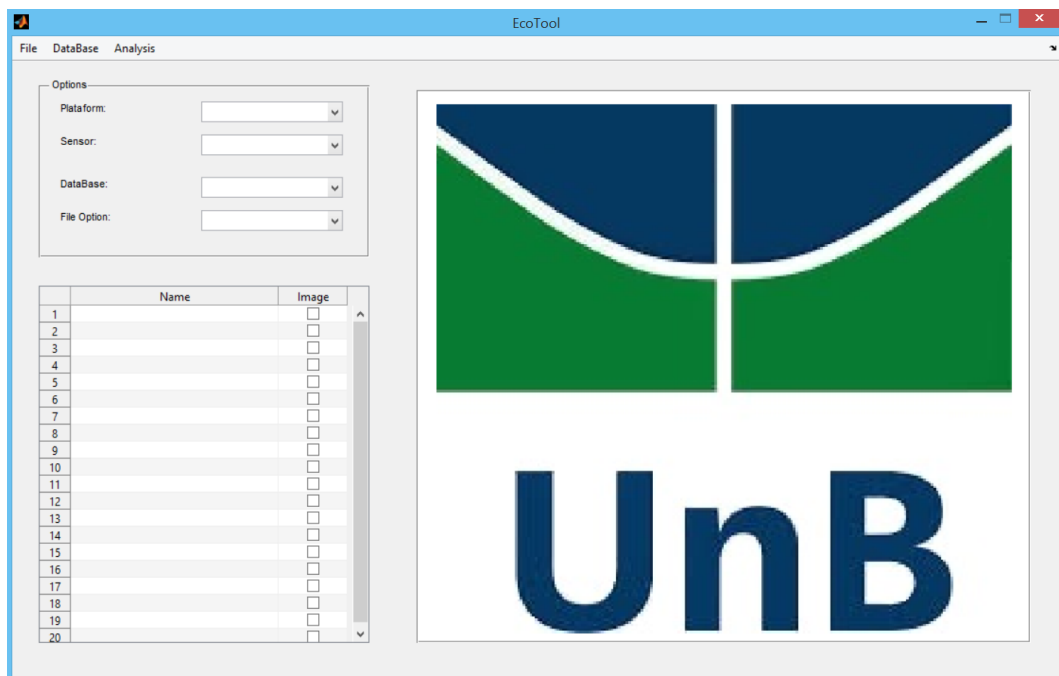 EcoTool
File DataBase Analysis
Options
Plataform:
Sensor:
DataBase:
File Option:
Name Image
1
2
3
4
5
6
7
8
9
10
11
12
13
14
15
16
17
18
19
20
UnB